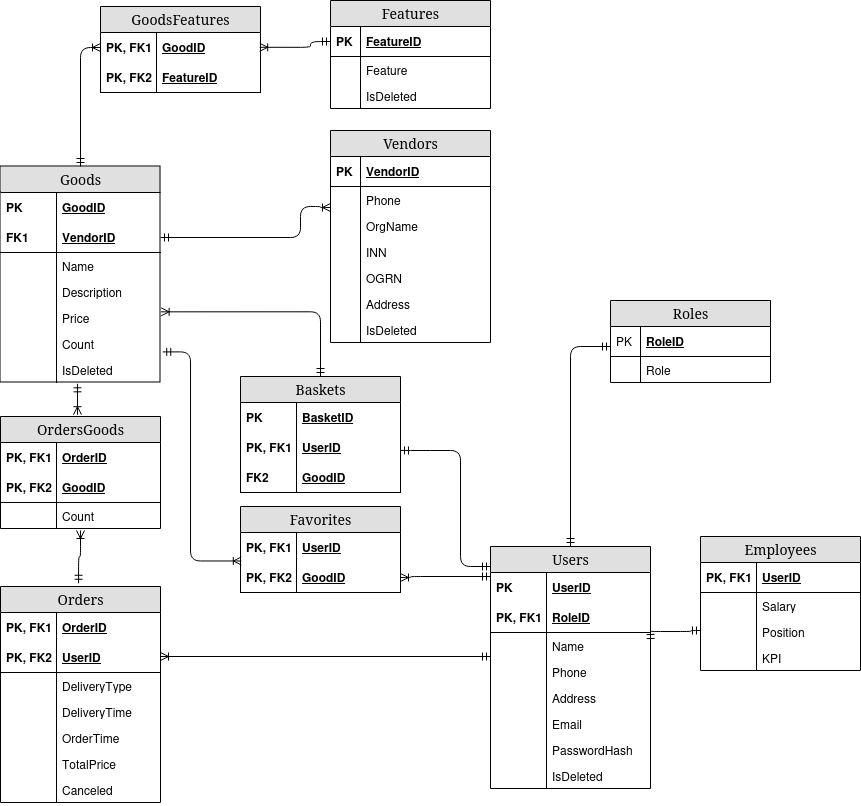 GoodsFeatures
PK, FK1 GoodID
PK, FK2 FeatureID
Features
PK FeatureID
Feature
IsDeleted
Vendors
PK VendorID
Phone
OrgName
INN
OGRN
Address
IsDeleted
Goods
PK GoodID
FK1 VendorID
Name
Description
Price
Count
IsDeleted
Roles
PK RoleID
Role
Baskets
PK BasketID
PK, FK1 UserID
FK2 GoodID
OrdersGoods
PK, FK1 OrderID
PK, FK2 GoodID
Count
Favorites
PK, FK1 UserID
PK, FK2 GoodID
Users
PK UserID
PK, FK1 RoleID
Name
Phone
Address
Email
PasswordHash
IsDeleted
Employees
PK, FK1 UserID
Salary
Position
KPI
Orders
PK, FK1 OrderID
PK, FK2 UserID
DeliveryType
DeliveryTime
OrderTime
TotalPrice
Canceled